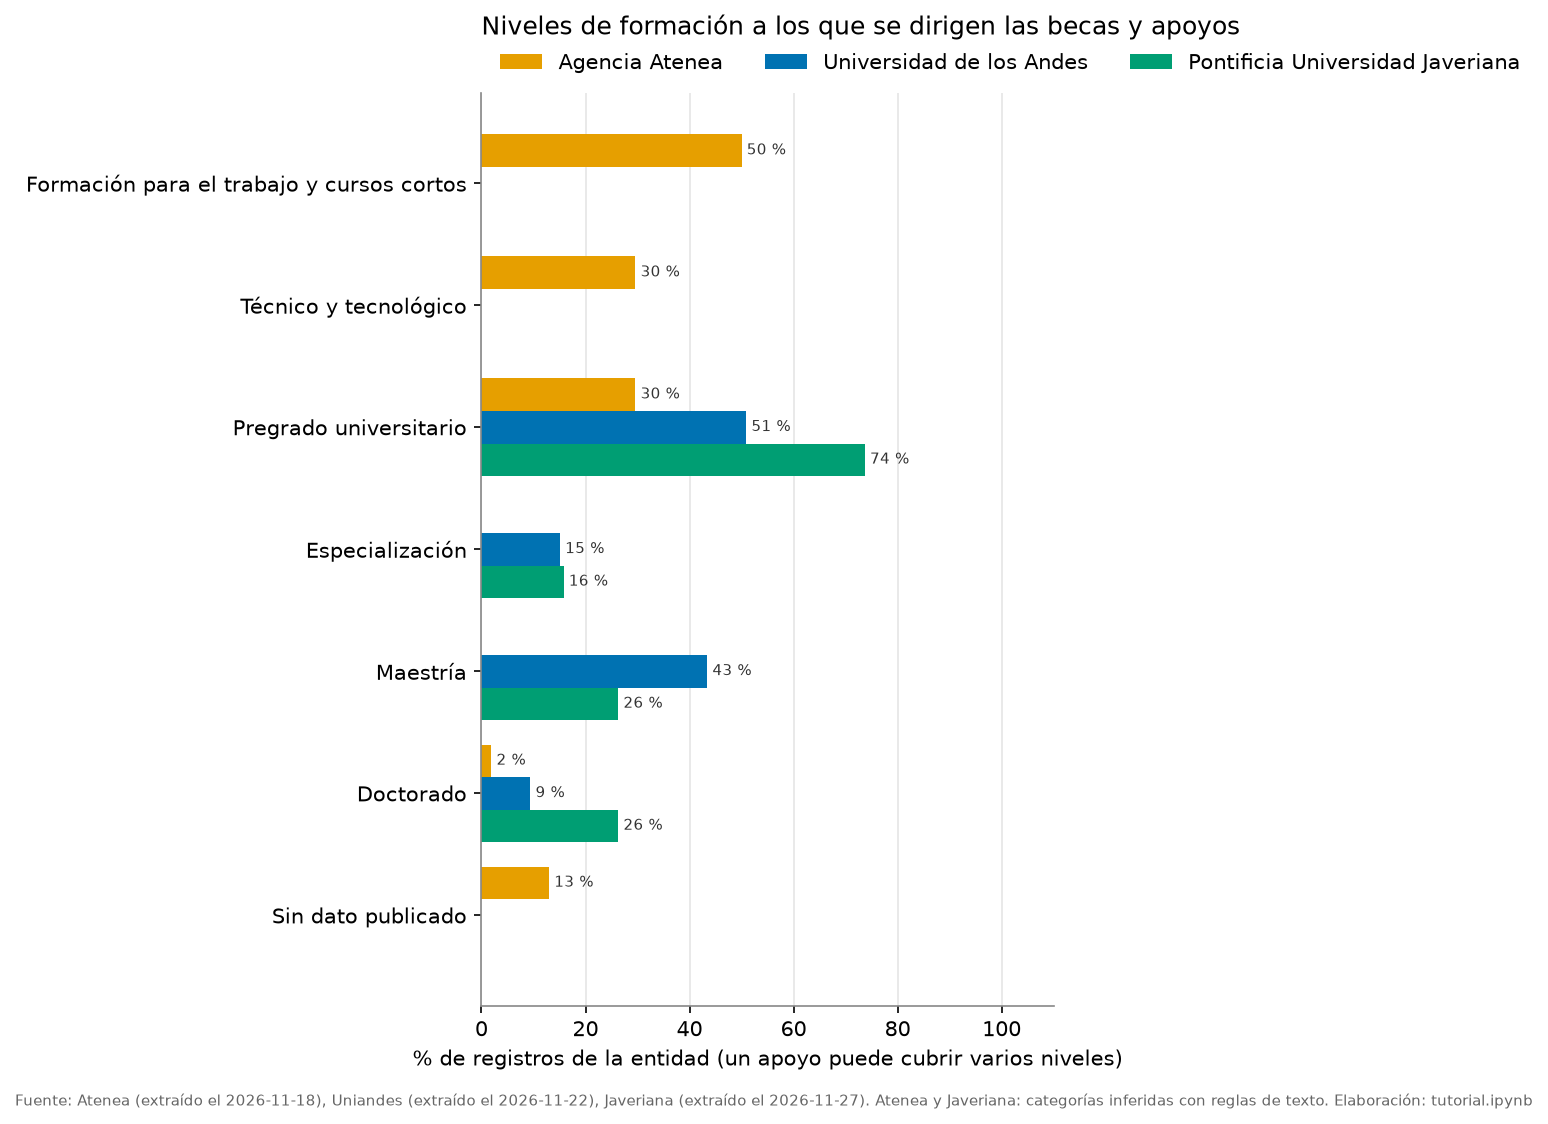 Niveles de formación a los que se dirigen las becas y apoyos
Agencia Atenea Universidad de los Andes Pontificia Universidad Javeriana
Formación para el trabajo y cursos cortos
50 %
Técnico y tecnológico
30 %
Pregrado universitario
30 %
51 %
74 %
Especialización
15 %
16 %
Maestría
43 %
26 %
Doctorado
2 %
9 %
26 %
Sin dato publicado
13 %
0 20 40 60 80 100
% de registros de la entidad (un apoyo puede cubrir varios niveles)
Fuente: Atenea (extraído el 2026-11-18), Uniandes (extraído el 2026-11-22), Javeriana (extraído el 2026-11-27). Atenea y Javeriana: categorías inferidas con reglas de texto. Elaboración: tutorial.ipynb